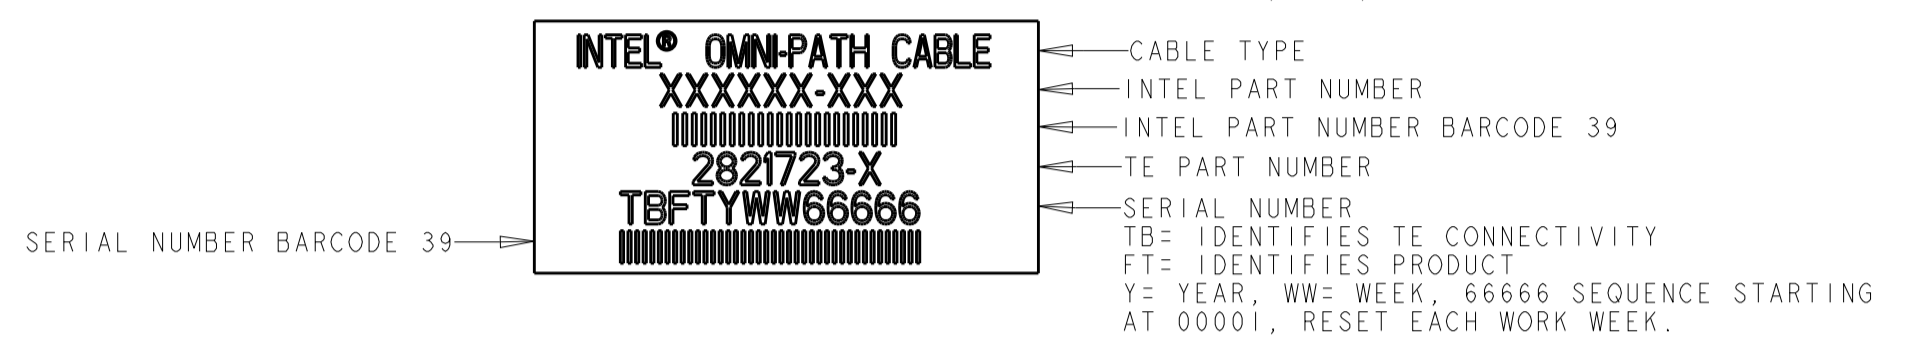 INTEL® OMNI-PATH CABLE
XXXXXX-XXX
2821723-X
TBFTYWW66666
CABLE TYPE
INTEL PART NUMBER
INTEL PART NUMBER BARCODE 39
TE PART NUMBER
SERIAL NUMBER
TB= IDENTIFIES TE CONNECTIVITY
FT= IDENTIFIES PRODUCT
Y= YEAR, WW= WEEK, 66666 SEQUENCE STARTING
AT 00001, RESET EACH WORK WEEK.
SERIAL NUMBER BARCODE 39